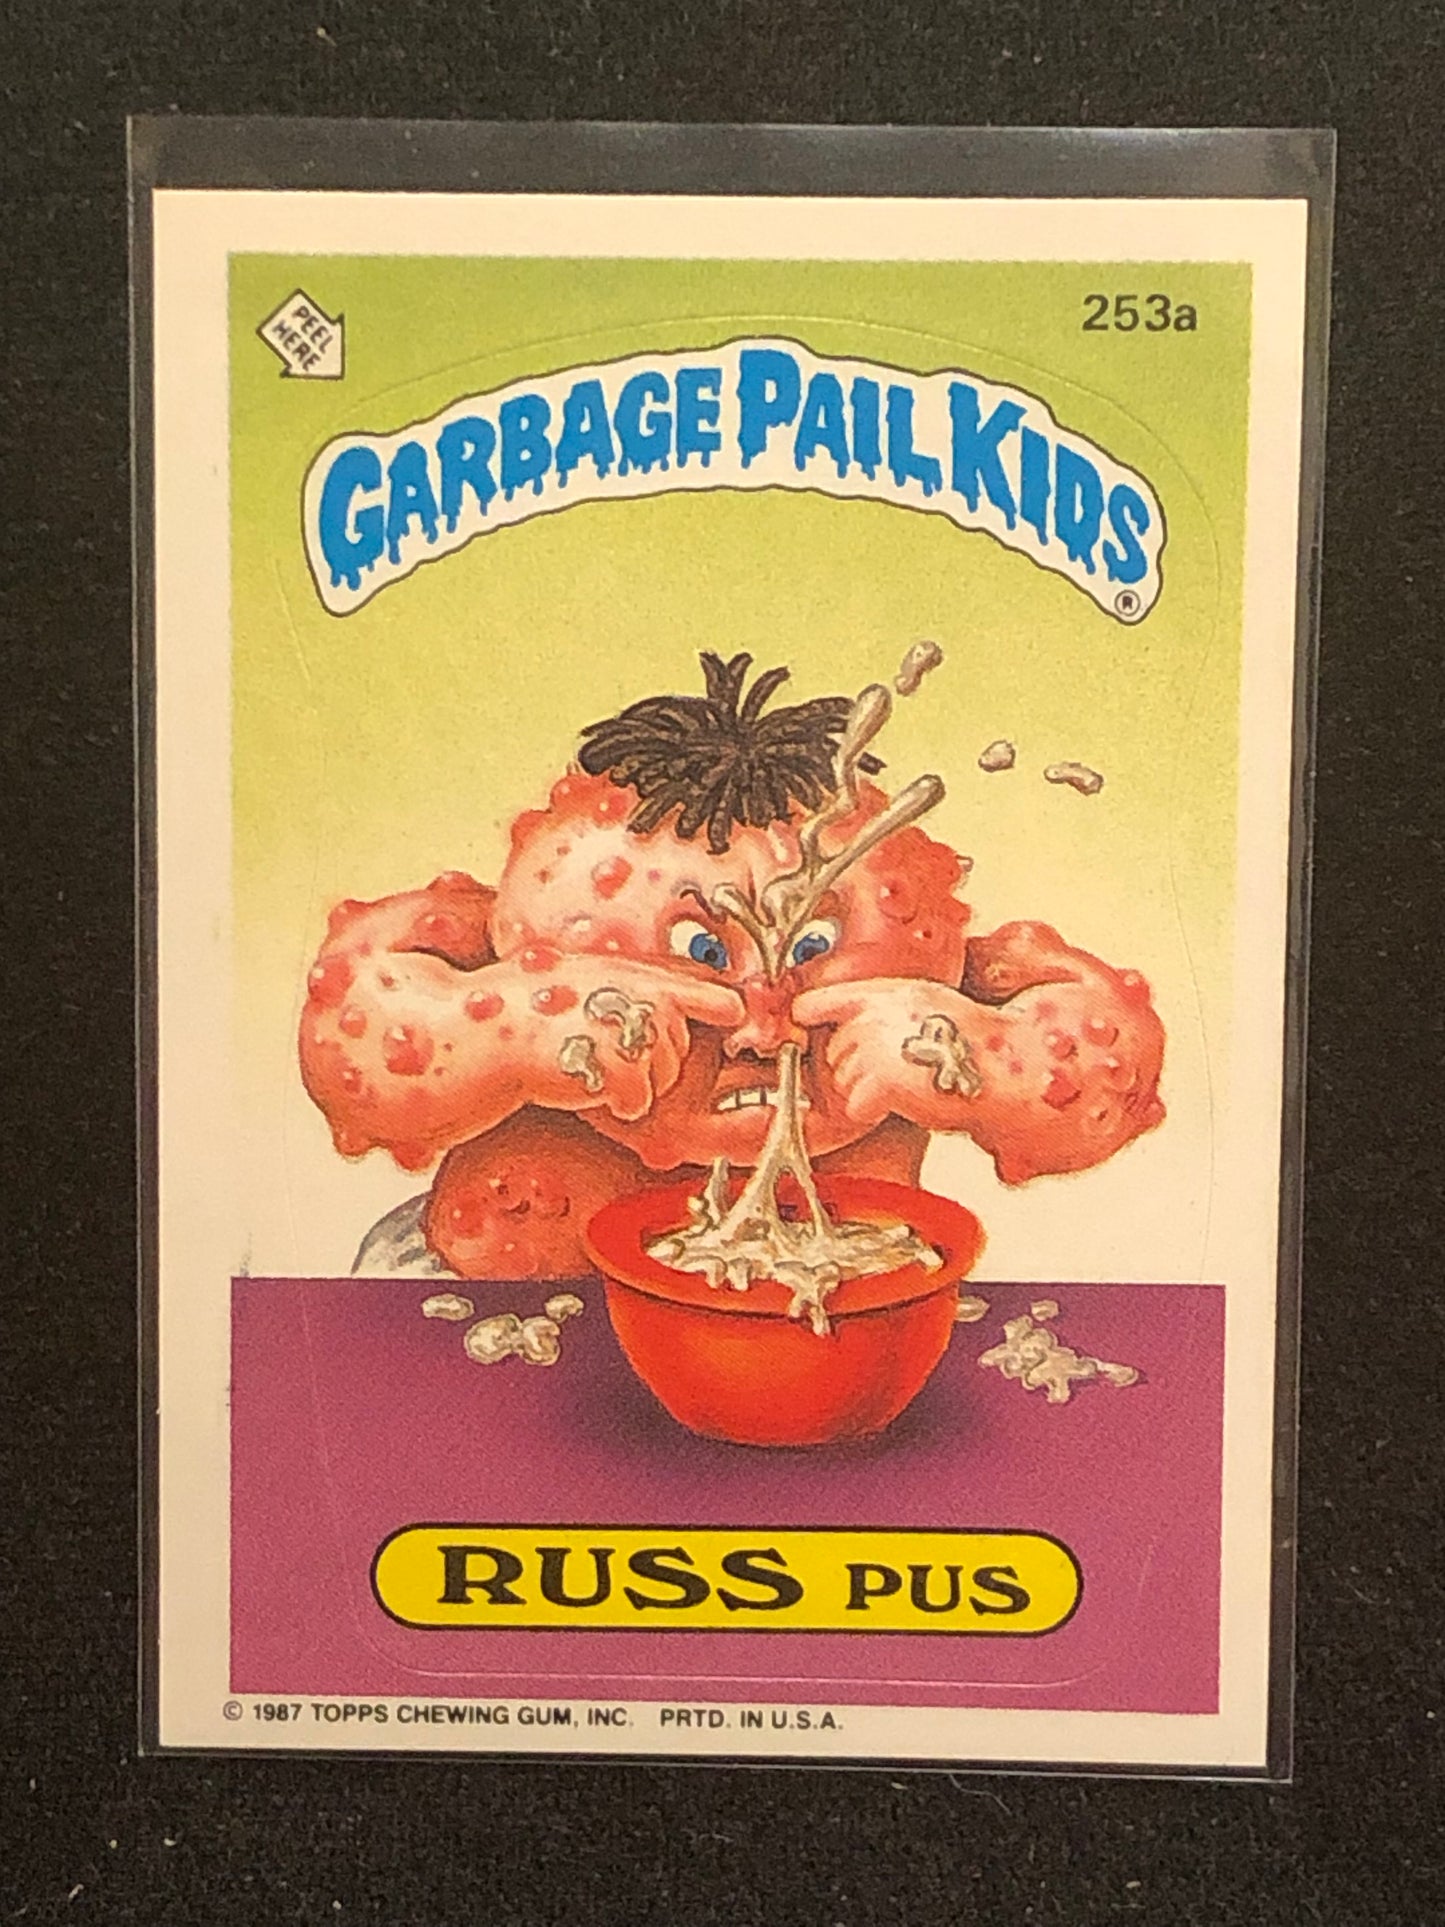 PEEL
HERE
253a
GARBAGE PAIL KIDS
®
RUSS PUS
© 1987 TOPPS CHEWING GUM, INC. PRTD. IN U.S.A.